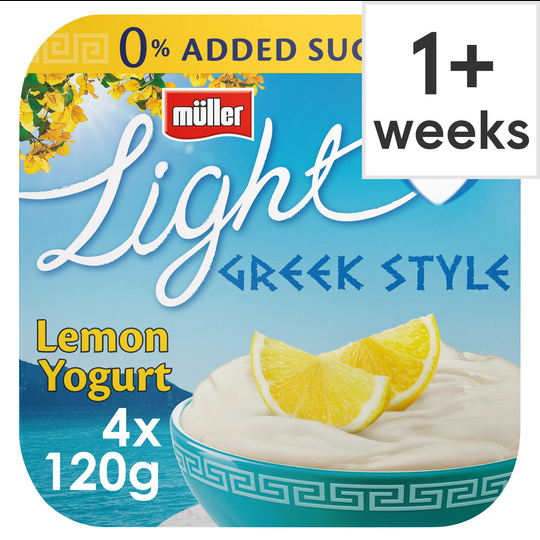 0% ADDED SUG
1+
weeks
müller
Light
GREEK STYLE
Lemon
Yogurt
4x
120g